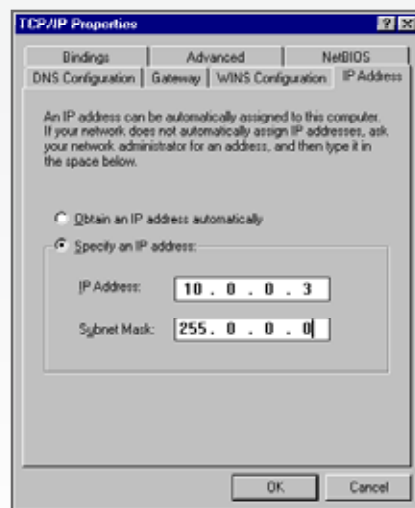 TCP/IP Properties
Bindings Advanced NetBIOS
DNS Configuration Gateway WINS Configuration IP Address
An IP address can be automatically assigned to this computer.
If your network does not automatically assign IP addresses, ask
your network administrator for an address, and then type it in
the space below.
Obtain an IP address automatically
Specify an IP address:
IP Address: 10 . 0 . 0 . 3
Subnet Mask: 255 . 0 . 0 . 0
OK Cancel